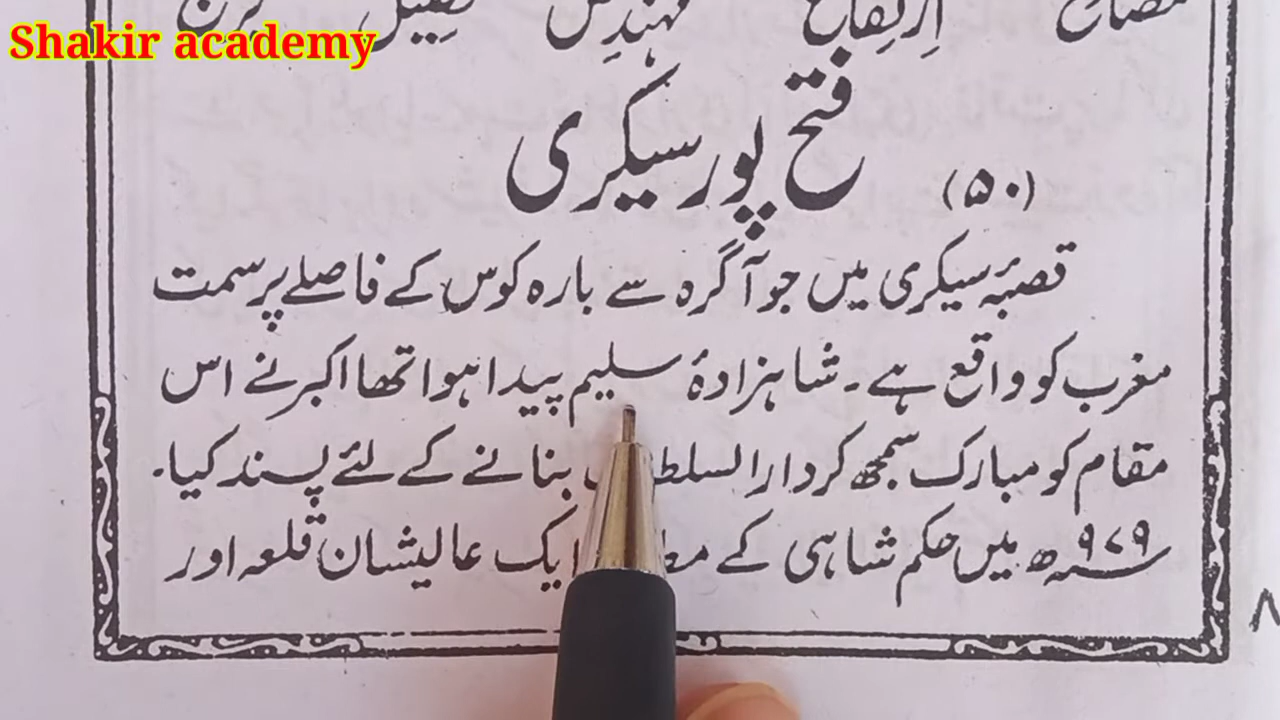 Shakir academy
فتح پور سیکری
(۵۰)
قصبۂ سیکری میں جو آگرہ سے بارہ کوس کے فاصلے پر سمت
مغرب کو واقع ہے۔ شاہزادۂ سلیم پیدا ہوا تھا اکبر نے اس
مقام کو مبارک سمجھ کر دار السلط بنانے کے لئے پسند کیا۔
۹۷۹ھ میں حکم شاہی کے ایک عالیشان قلعہ اور